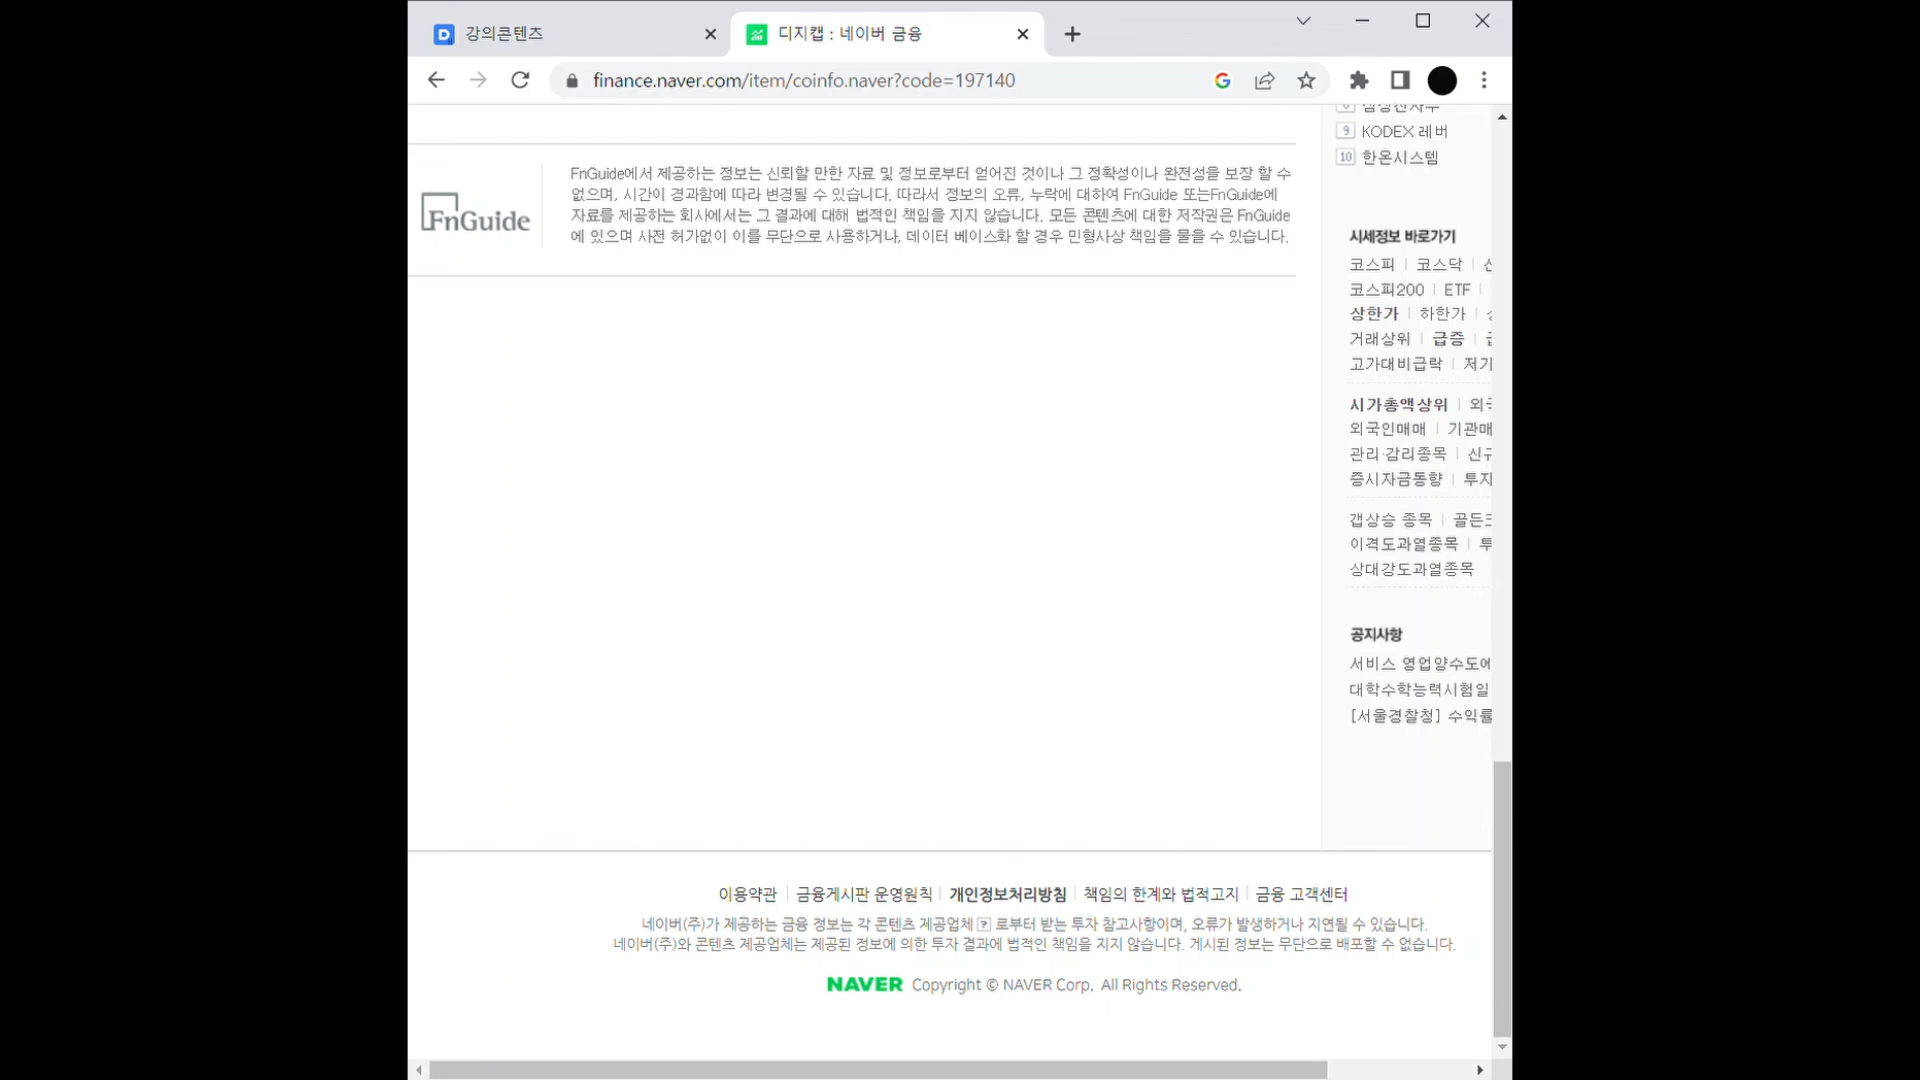 강의콘텐츠
디지캡 : 네이버 금융
finance.naver.com/item/coinfo.naver?code=197140
9 KODEX 레버
10 한온시스템
FnGuide
FnGuide에서 제공하는 정보는 신뢰할 만한 자료 및 정보로부터 얻어진 것이나 그 정확성이나 완전성을 보장 할 수
없으며, 시간이 경과함에 따라 변경될 수 있습니다. 따라서 정보의 오류, 누락에 대하여 FnGuide 또는FnGuide에
자료를 제공하는 회사에서는 그 결과에 대해 법적인 책임을 지지 않습니다. 모든 콘텐츠에 대한 저작권은 FnGuide
에 있으며 사전 허가없이 이를 무단으로 사용하거나, 데이터 베이스화 할 경우 민형사상 책임을 물을 수 있습니다.
시세정보 바로가기
코스피 | 코스닥 |
코스피200 | ETF |
상한가 | 하한가 |
거래상위 | 급증 |
고가대비급락 | 저가
시가총액상위 | 외국
외국인매매 | 기관매
관리·감리종목 | 신규
증시자금동향 | 투자
갭상승 종목 | 골든크
이격도과열종목 | 투
상대강도과열종목
공지사항
서비스 영업양수도에
대학수학능력시험일
[서울경찰청] 수익률
이용약관 | 금융게시판 운영원칙 | 개인정보처리방침 | 책임의 한계와 법적고지 | 금융 고객센터
네이버(주)가 제공하는 금융 정보는 각 콘텐츠 제공업체 ? 로부터 받는 투자 참고사항이며, 오류가 발생하거나 지연될 수 있습니다.
네이버(주)와 콘텐츠 제공업체는 제공된 정보에 의한 투자 결과에 법적인 책임을 지지 않습니다. 게시된 정보는 무단으로 배포할 수 없습니다.
NAVER Copyright © NAVER Corp. All Rights Reserved.